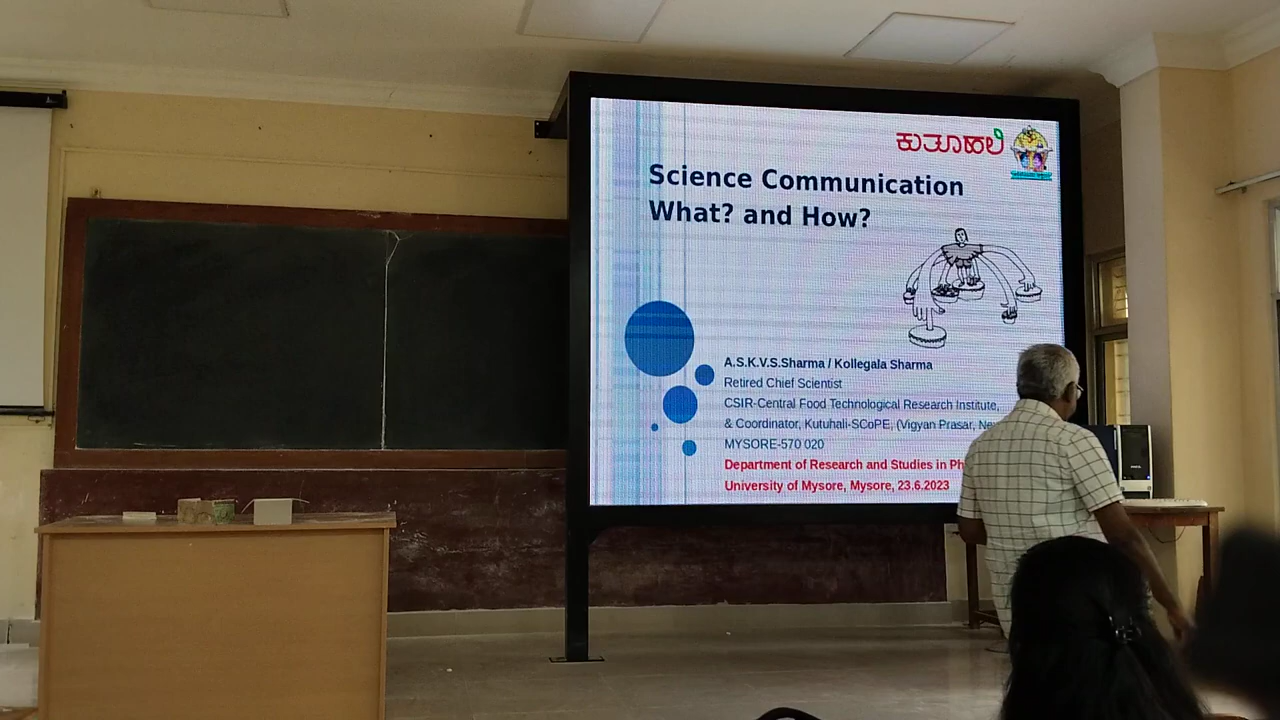 ಕುತೂಹಲಿ
Science Communication
What? and How?
A.S.K.V.S.Sharma / Kollegala Sharma
Retired Chief Scientist
CSIR-Central Food Technological Research Institute,
& Coordinator, Kutuhali-SCoPE, (Vigyan Prasar,
MYSORE-570 020
Department of Research and Studies in
University of Mysore, Mysore, 23.6.2023